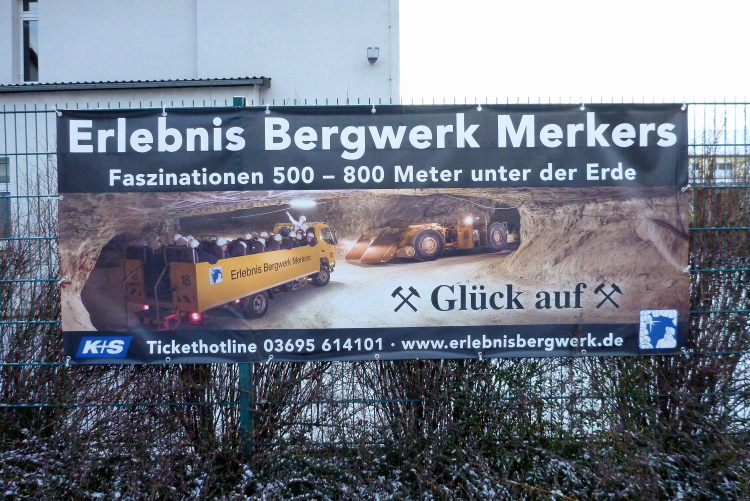 Erlebnis Bergwerk Merkers
Faszinationen 500 – 800 Meter unter der Erde
18
Erlebnis Bergwerk Merkers
Glück auf
K+S
Tickethotline 03695 614101 · www.erlebnisbergwerk.de